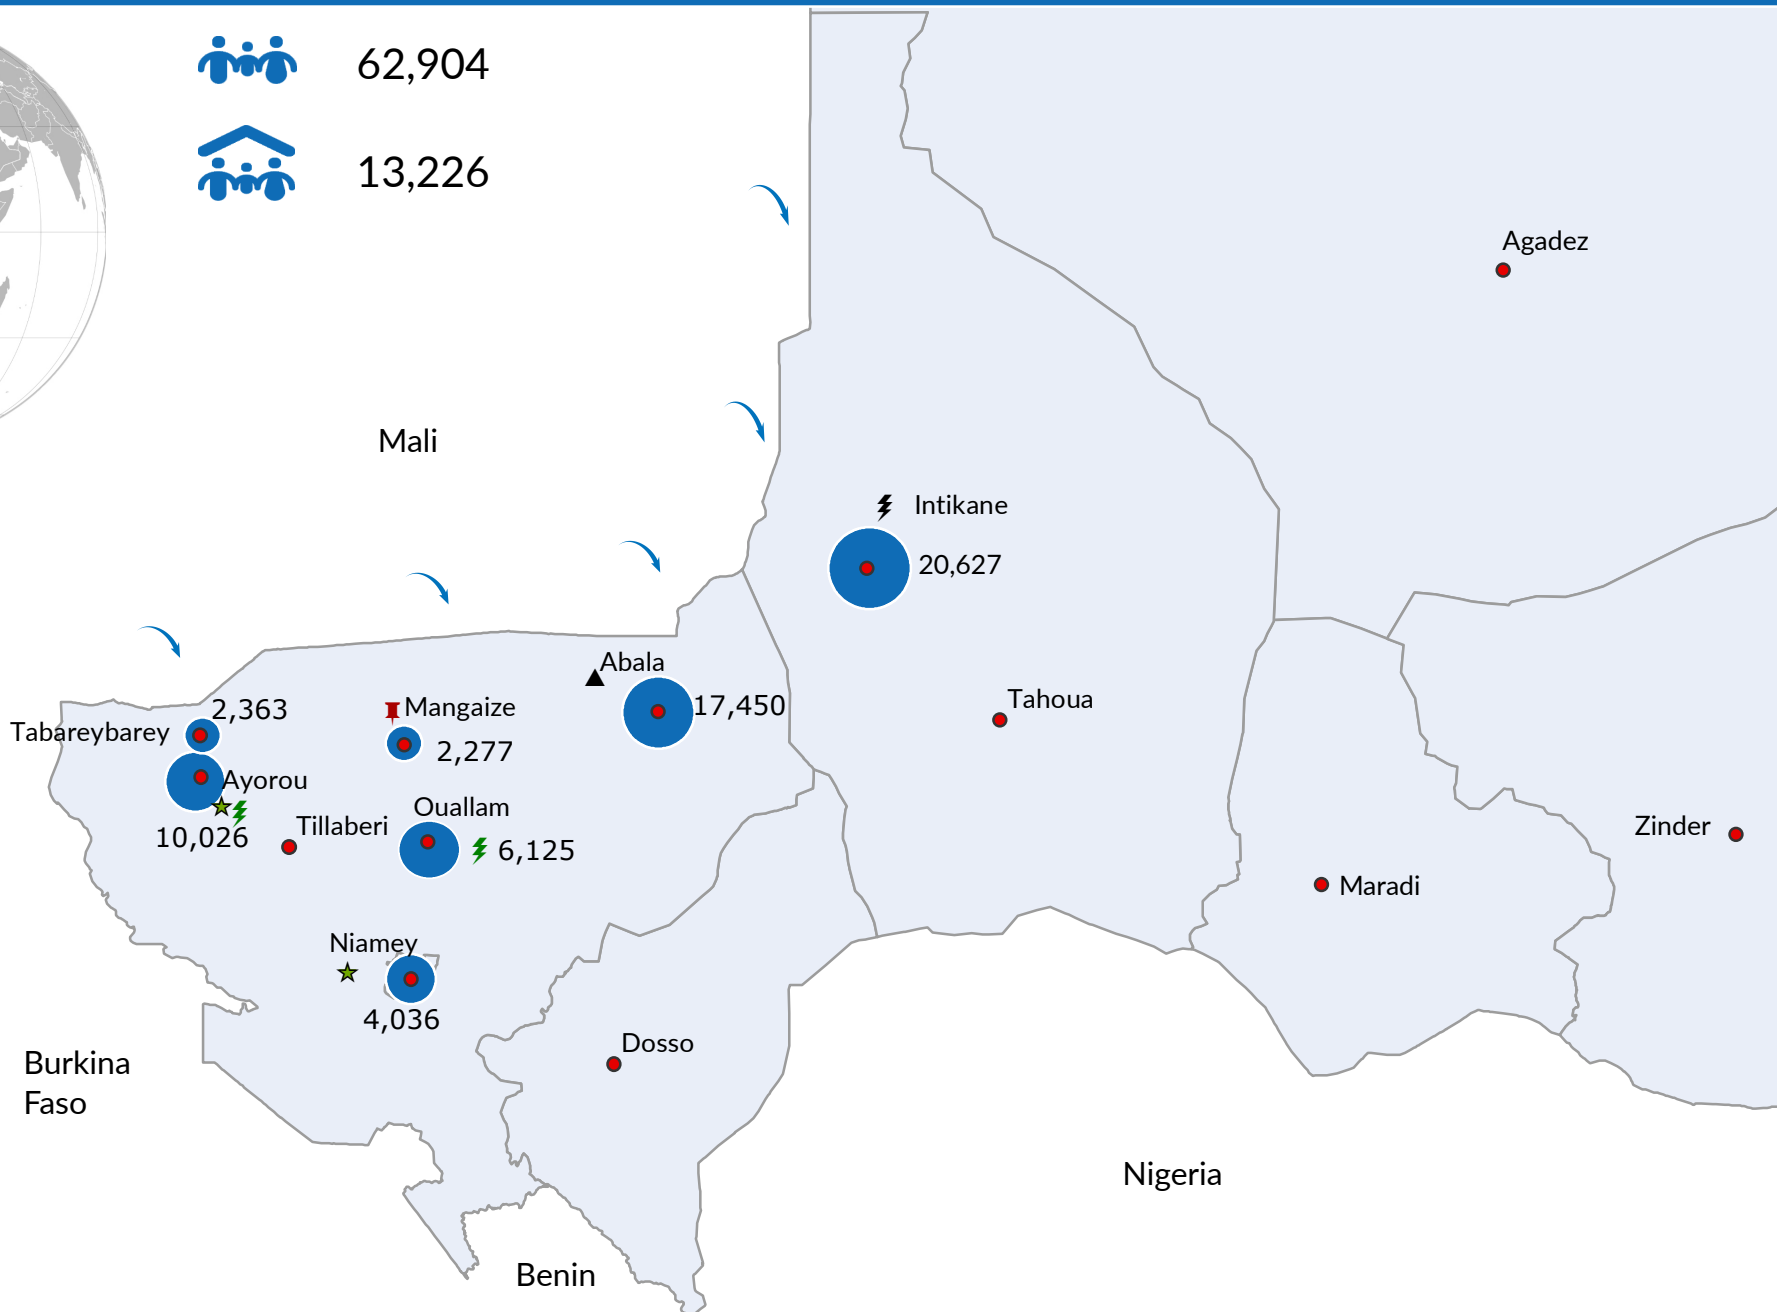 62,904
13,226
Agadez
Mali
Intikane
20,627
Abala
17,450
Tahoua
2,363
Mangaize
Tabareybarey
2,277
Ayorou
Ouallam
10,026
Tillaberi
6,125
Zinder
Maradi
Niamey
4,036
Dosso
Burkina
Faso
Nigeria
Benin